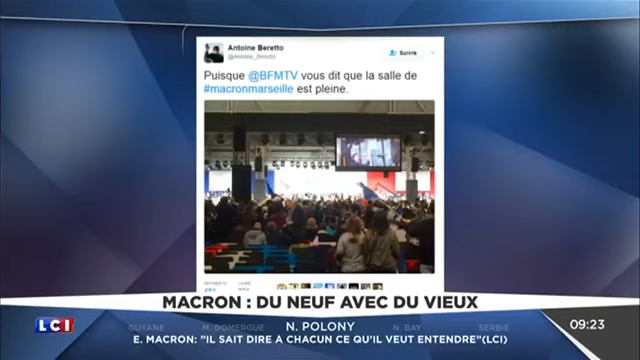 Antoine Beretto
@Antoine_Beretto
Suivre
Puisque @BFMTV vous dit que la salle de
#macronmarseille est pleine.
MACRON : DU NEUF AVEC DU VIEUX
LCI
GUYANE
M. DOMERGUE
N. POLONY
N. BAY
SERBIE
09:23
E. MACRON: "IL SAIT DIRE A CHACUN CE QU'IL VEUT ENTENDRE"(LCI)